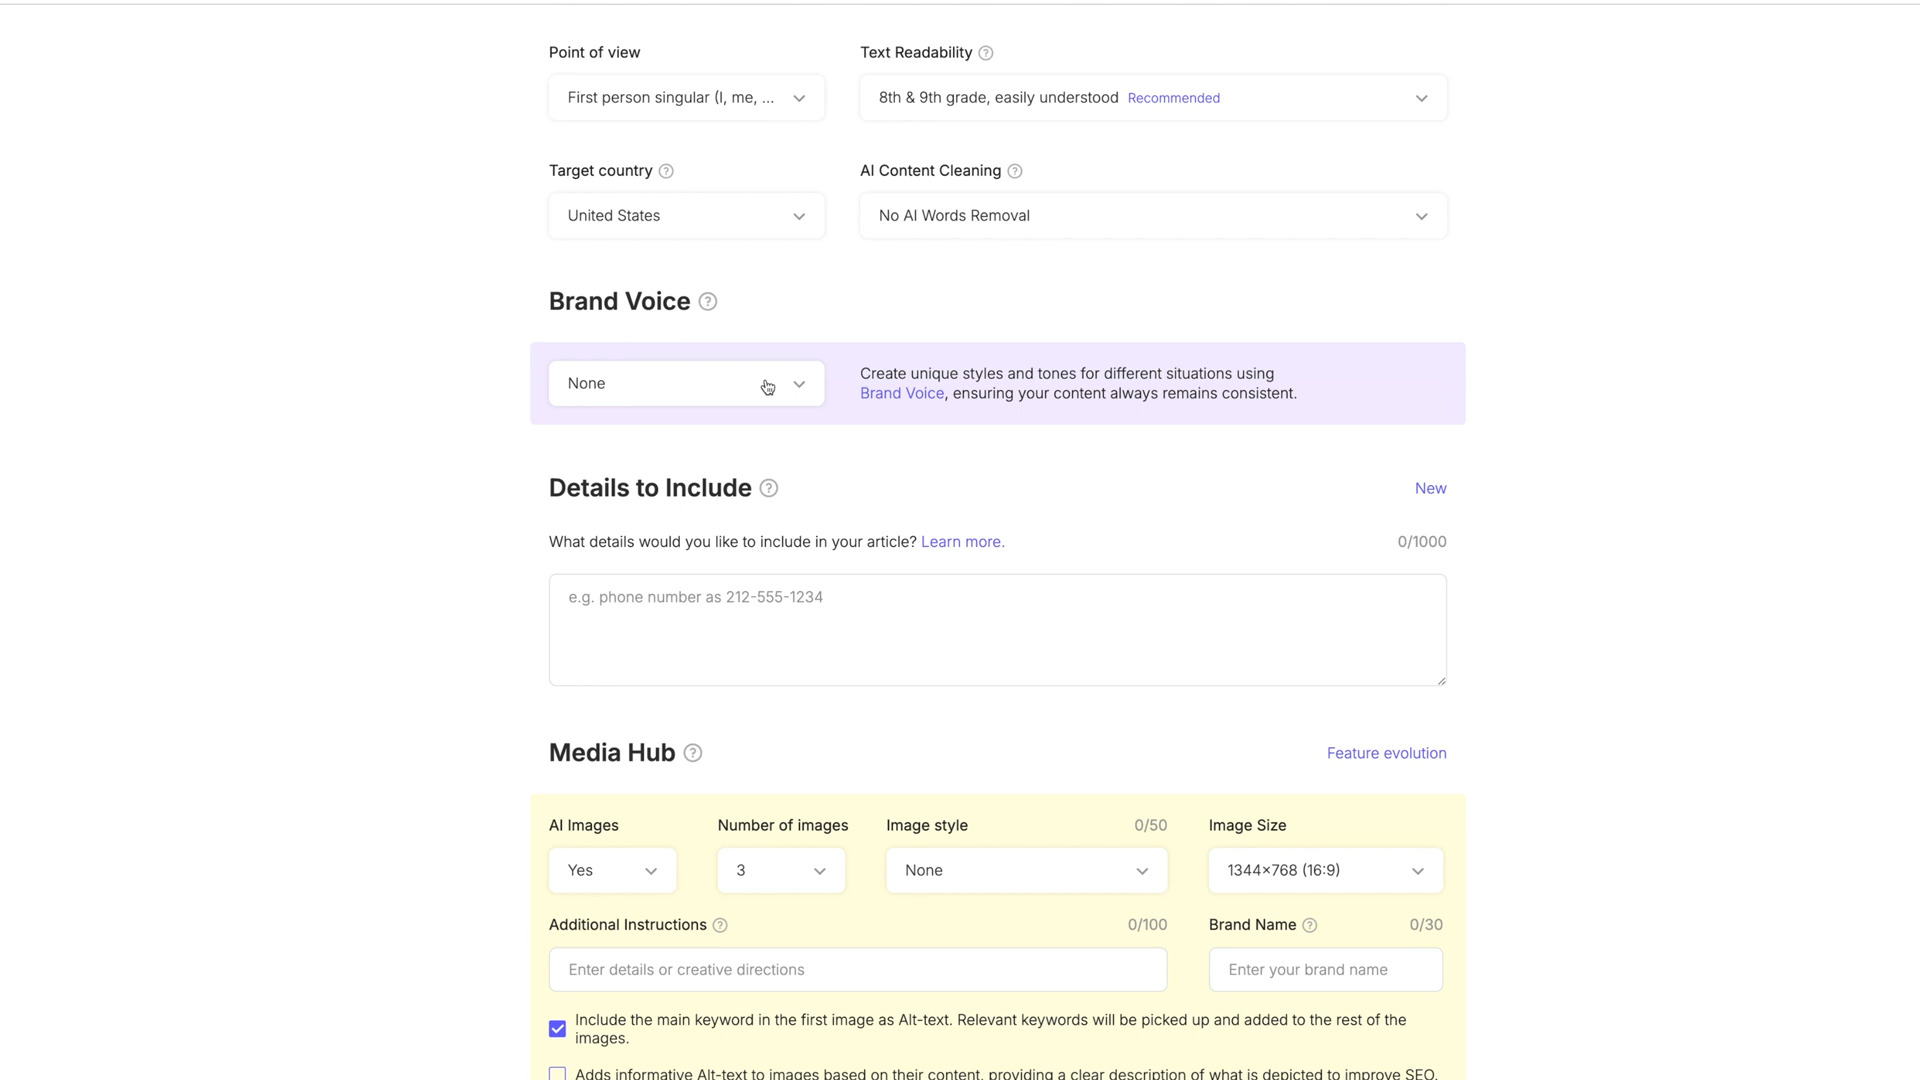 Point of view
Text Readability
First person singular (I, me, ...
8th & 9th grade, easily understood Recommended
Target country
AI Content Cleaning
United States
No AI Words Removal
Brand Voice
None
Create unique styles and tones for different situations using
Brand Voice, ensuring your content always remains consistent.
Details to Include
New
What details would you like to include in your article? Learn more.
0/1000
e.g. phone number as 212-555-1234
Media Hub
Feature evolution
AI Images
Number of images
Image style
0/50
Image Size
Yes
3
None
1344×768 (16:9)
Additional Instructions
0/100
Brand Name
0/30
Enter details or creative directions
Enter your brand name
Include the main keyword in the first image as Alt-text. Relevant keywords will be picked up and added to the rest of the
images.
Adds informative Alt-text to images based on their content, providing a clear description of what is depicted to improve SEO.